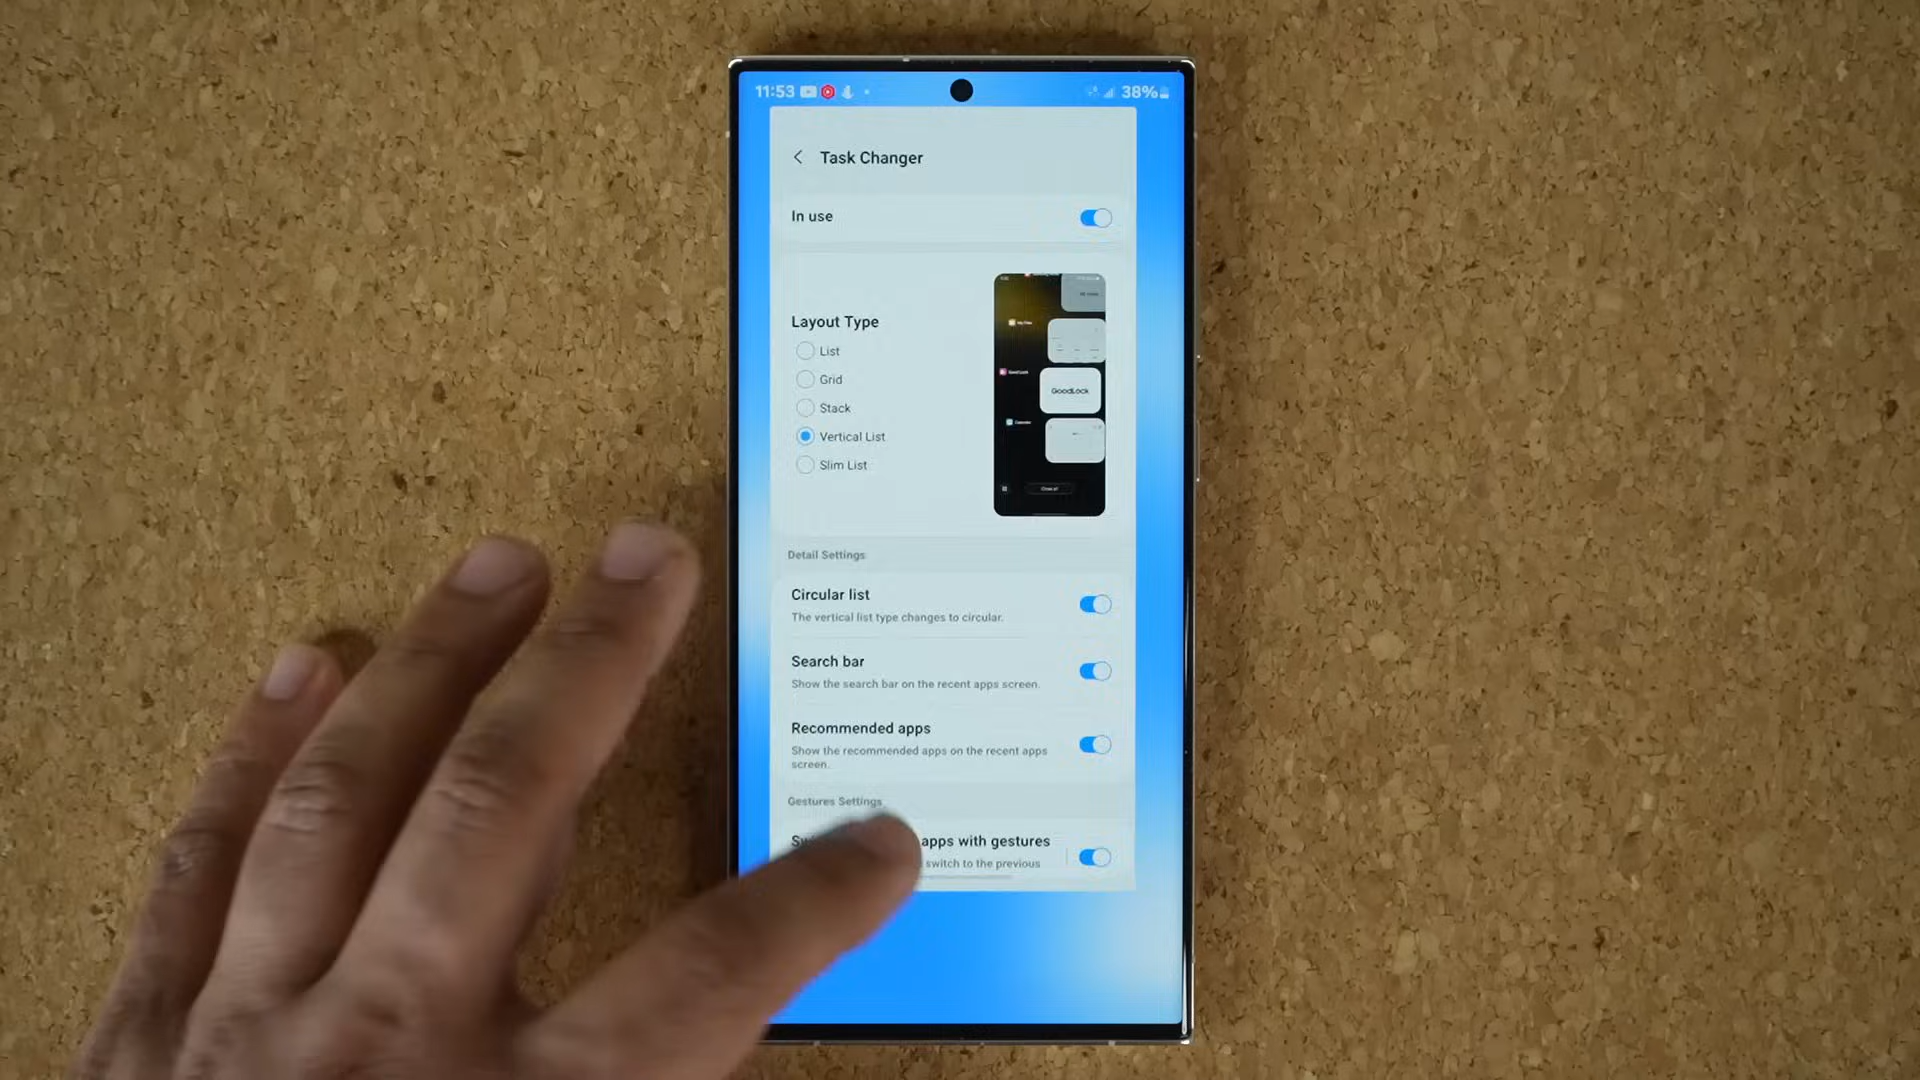 11:53
38%
Task Changer
In use
Layout Type
List
Grid
Stack
Vertical List
Slim List
GoodLock
Close all
Detail Settings
Circular list
The vertical list type changes to circular.
Search bar
Show the search bar on the recent apps screen.
Recommended apps
Show the recommended apps on the recent apps
screen.
Gestures Settings
apps with gestures
switch to the previous